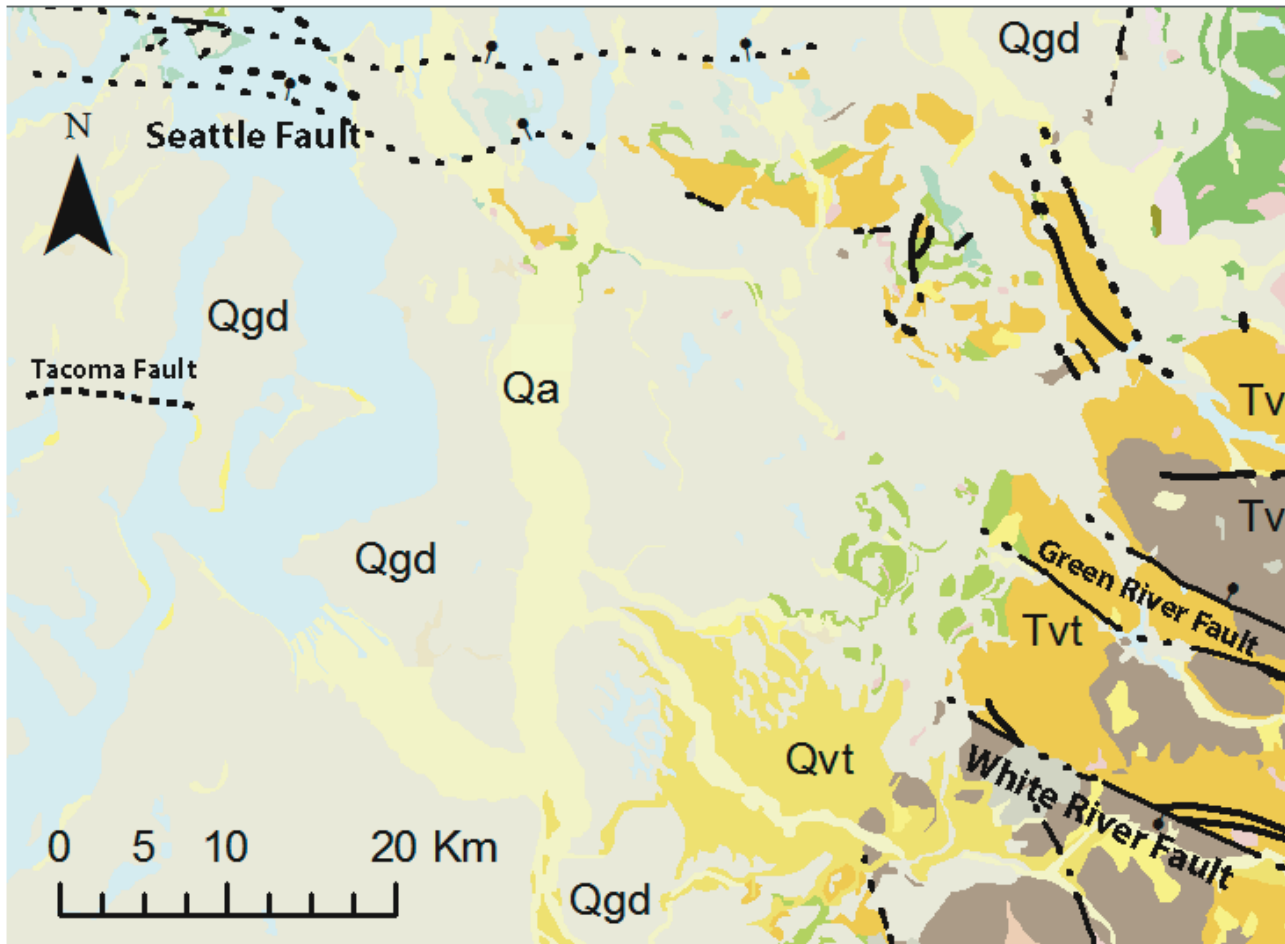 Qgd
N
Seattle Fault
Qgd
Tacoma Fault
Qa
Tv
Tv
Qgd
Green River Fault
Tvt
Qvt
White River Fault
0 5 10 20 Km
Qgd